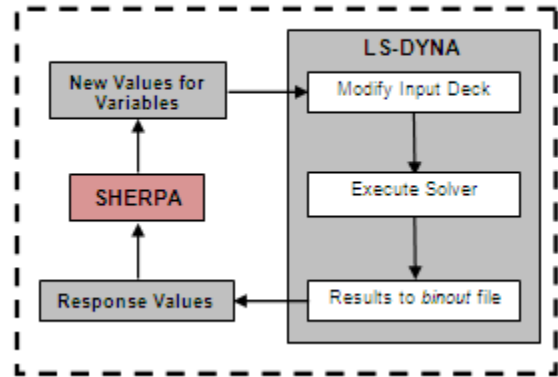 LS-DYNA
New Values for
Variables
Modify Input Deck
SHERPA
Execute Solver
Response Values
Results to binout file